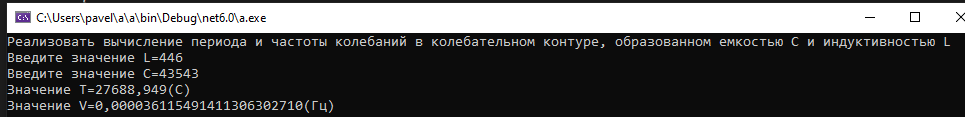 C:\Users\pavel\a\a\bin\Debug\net6.0\a.exe
Реализовать вычисление периода и частоты колебаний в колебательном контуре, образованном емкостью С и индуктивностью L
Введите значение L=446
Введите значение C=43543
Значение T=27688,949(С)
Значение V=0,000036115491411306302710(Гц)